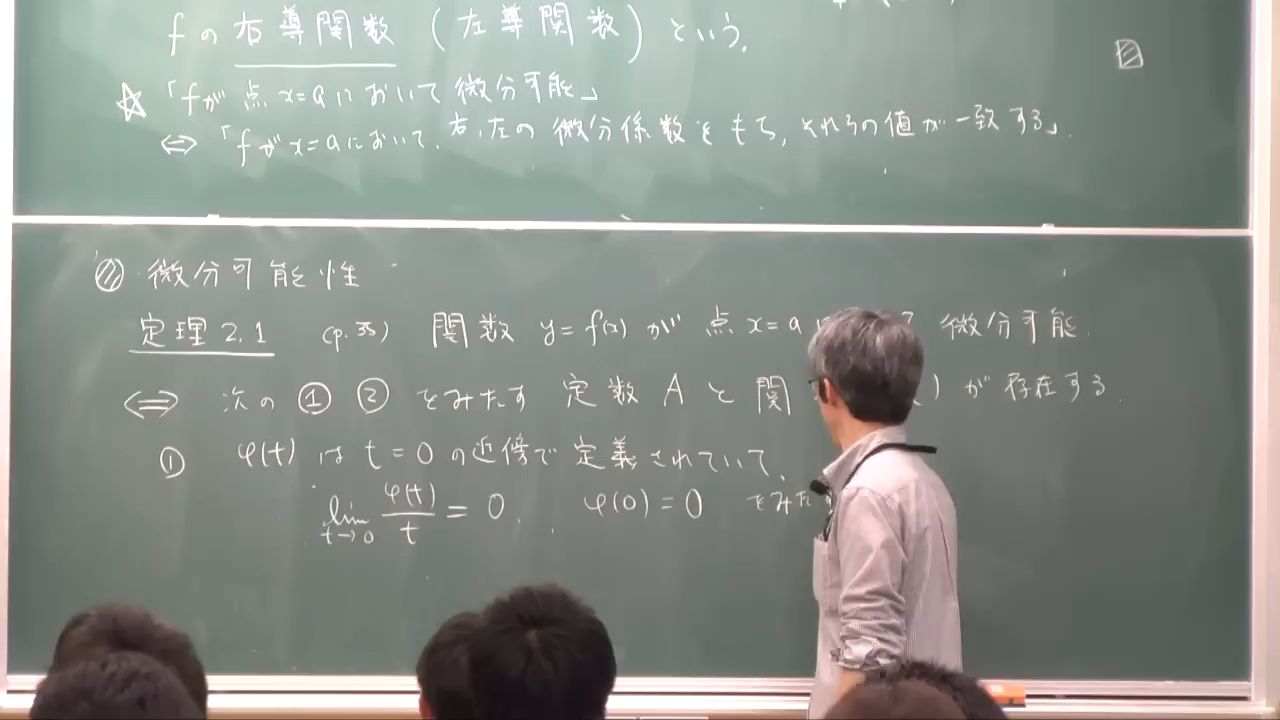 fの右導関数(左導関数)という.
☆「fが点x=aにおいて微分可能」
⇔「fがx=aにおいて、右,左の微分係数をもち,それらの値が一致する」.
微分可能性
定理2.1 (p.35) 関数 y=f(x) が 点 x=a に 微分可能.
⇔ 次の ① ② をみたす 定数 A と 関 ) が 存在する.
① φ(t) は t=0 の近傍で定義されていて、
lim t→0 φ(t)/t = 0, φ(0)=0 をみた